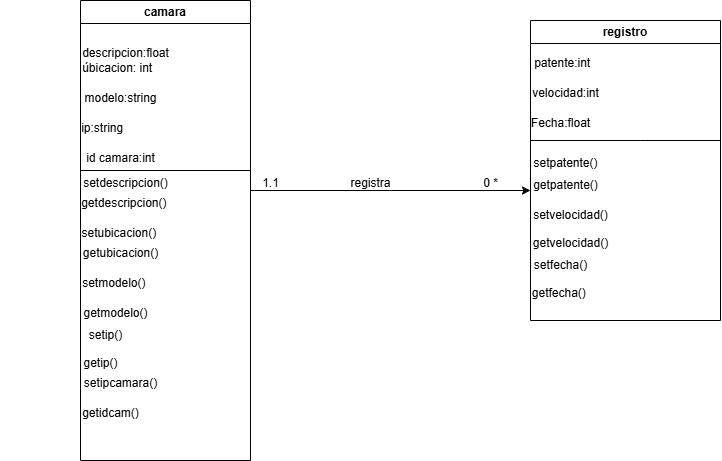 camara
descripcion:float
úbicacion: int
modelo:string
ip:string
id camara:int
setdescripcion()
getdescripcion()
setubicacion()
getubicacion()
setmodelo()
getmodelo()
setip()
getip()
setipcamara()
getidcam()
1.1 registra 0 *
registro
patente:int
velocidad:int
Fecha:float
setpatente()
getpatente()
setvelocidad()
getvelocidad()
setfecha()
getfecha()